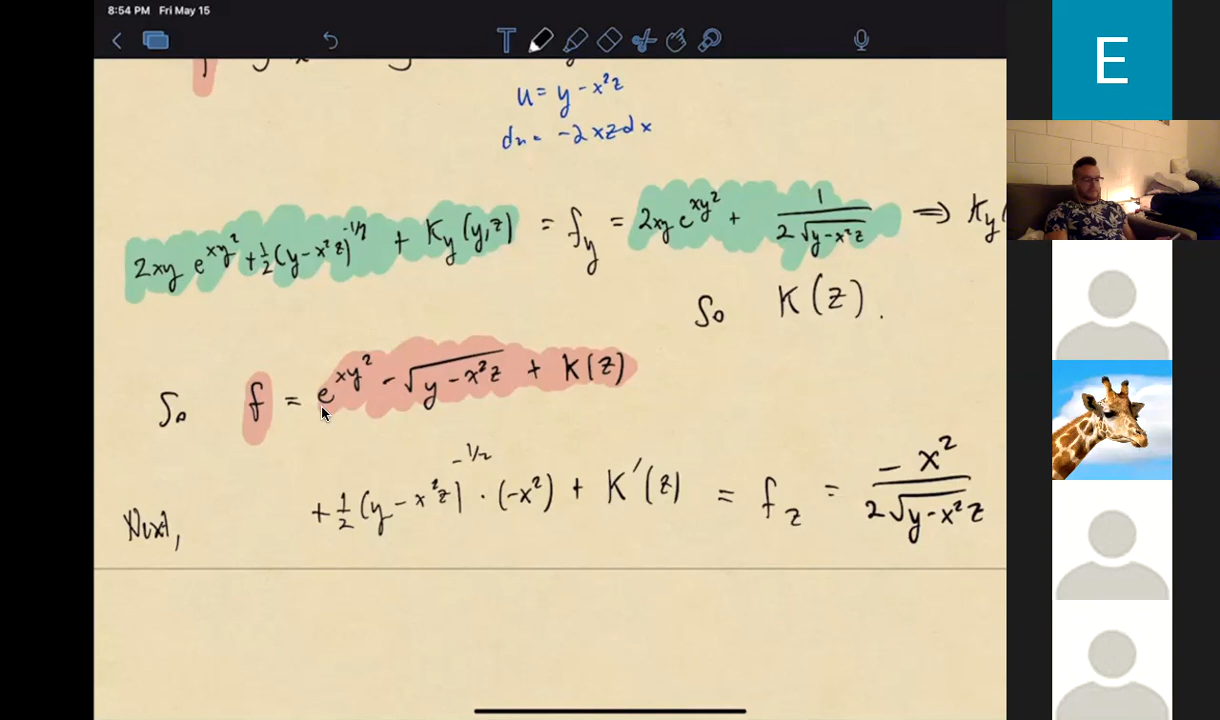 8:54 PM Fri May 15
T
E
u = y - x²z
du = -2xzdx
2xy e^{xy²} + ½(y - x²z)^{-1/2} + K_y(y,z) = f_y = 2xy e^{xy²} + 1/(2√(y - x²z)) ⟹ K_y(
So K(z).
So f = e^{xy²} - √(y - x²z) + K(z)
Next, + ½(y - x²z)^{-1/2} · (-x²) + K'(z) = f_z = -x²/(2√(y - x²z))